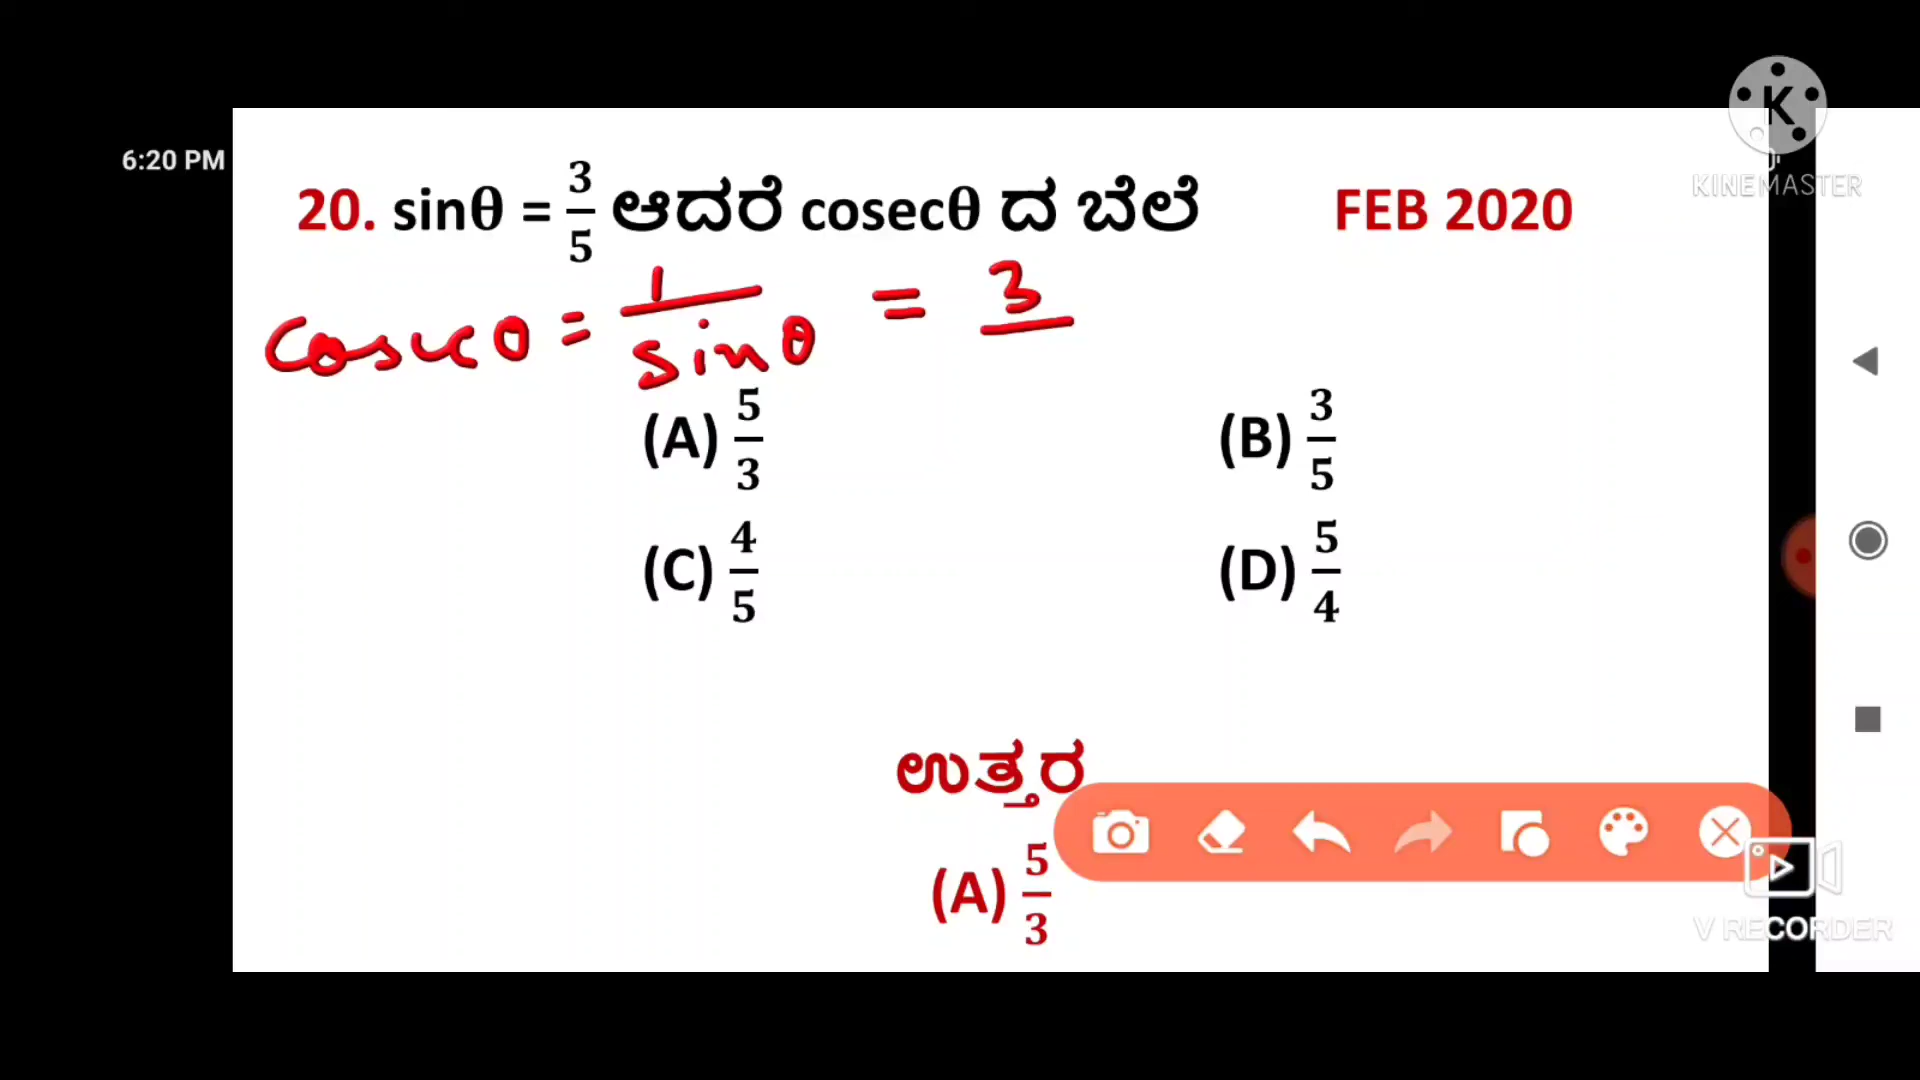 6:20 PM
KINEMASTER
20. sinθ = 3/5 ಆದರೆ cosecθ ದ ಬೆಲೆ FEB 2020
cosecθ = 1/sinθ = 3
(A) 5/3 (B) 3/5
(C) 4/5 (D) 5/4
ಉತ್ತರ
(A) 5/3
V RECORDER